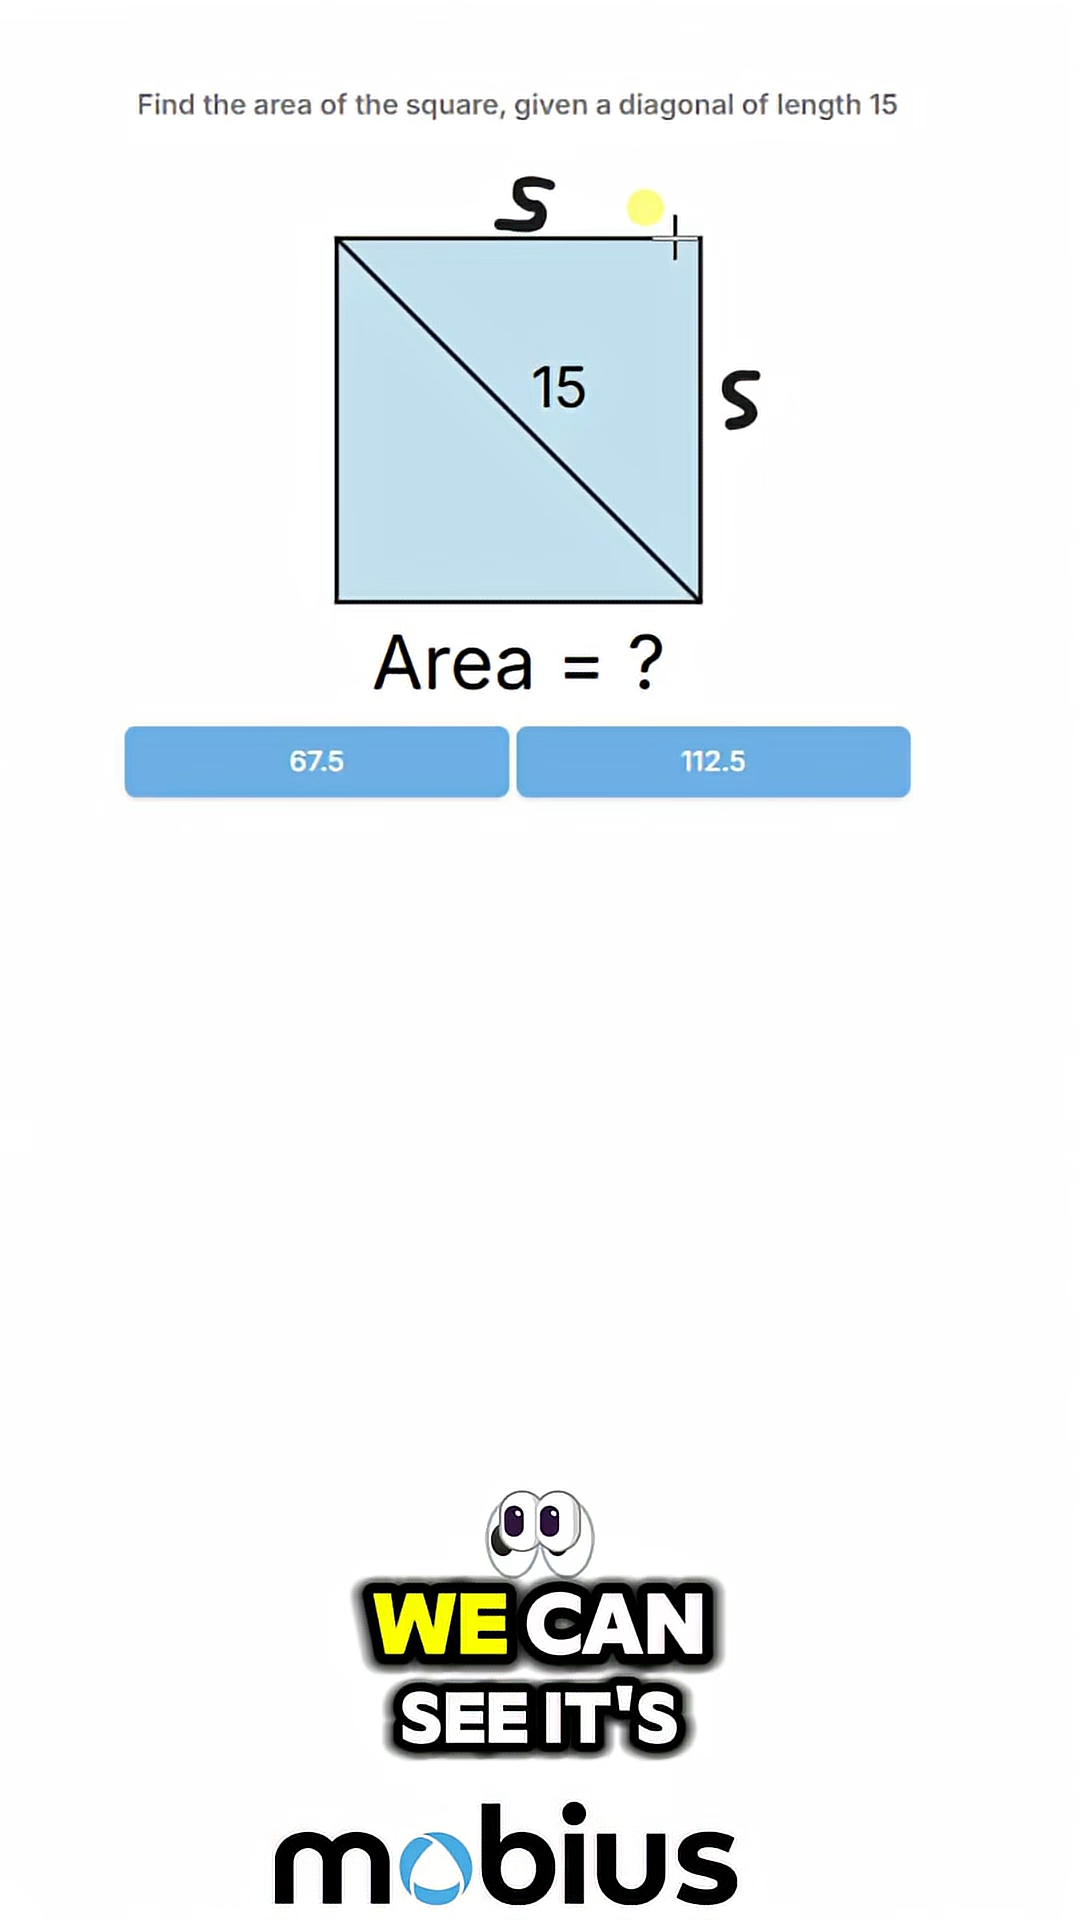 Find the area of the square, given a diagonal of length 15
S
15
S
Area = ?
67.5
112.5
WE CAN
SEE IT'S
mobius